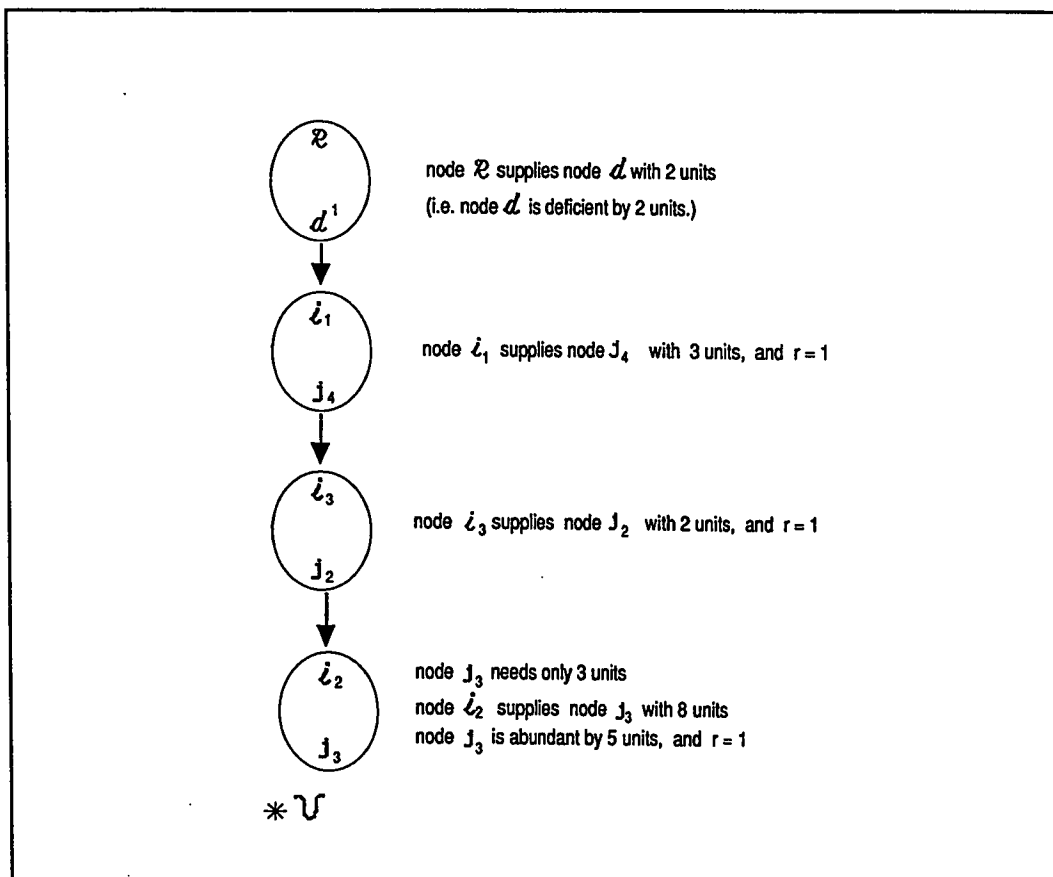 ℛ
d¹
node ℛ supplies node d with 2 units
(i.e. node d is deficient by 2 units.)
i₁
j₄
node i₁ supplies node j₄ with 3 units, and r = 1
i₃
j₂
node i₃ supplies node j₂ with 2 units, and r = 1
i₂
j₃
node j₃ needs only 3 units
node i₂ supplies node j₃ with 8 units
node j₃ is abundant by 5 units, and r = 1